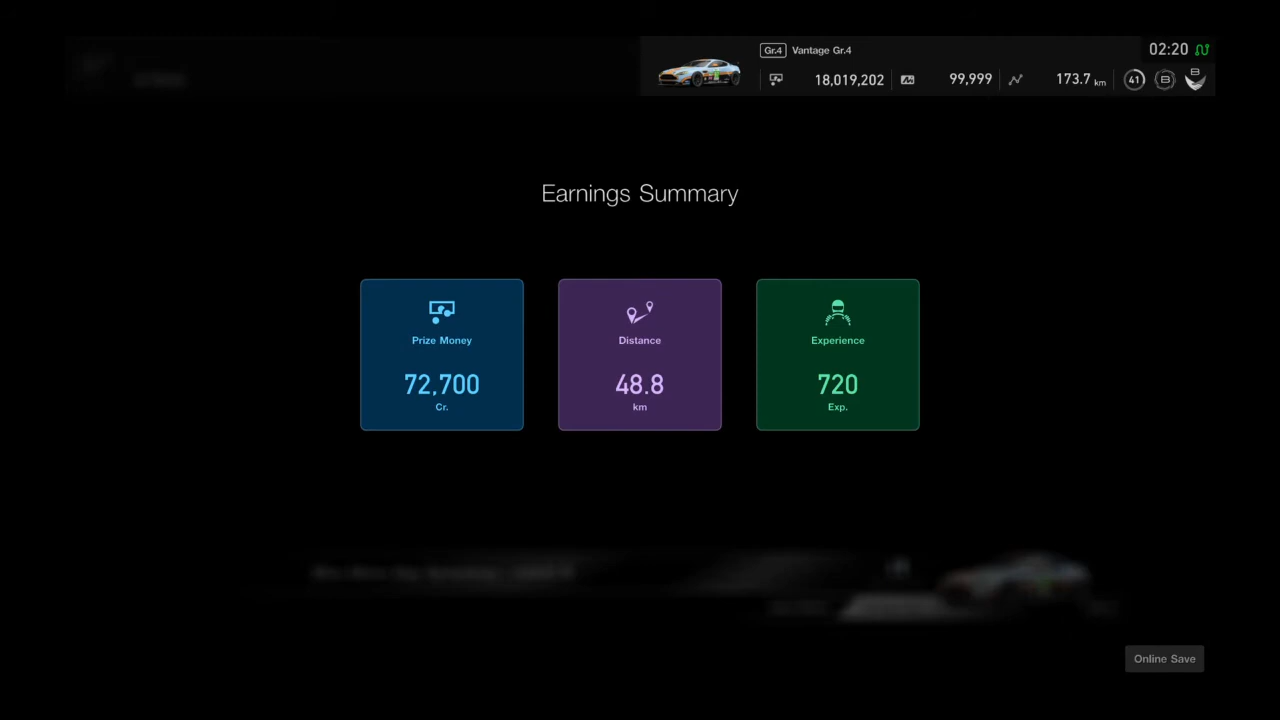 Gr.4 Vantage Gr.4
02:20
18,019,202 99,999 173.7 km 41 B B
Earnings Summary
Prize Money
72,700
Cr.
Distance
48.8
km
Experience
720
Exp.
Online Save